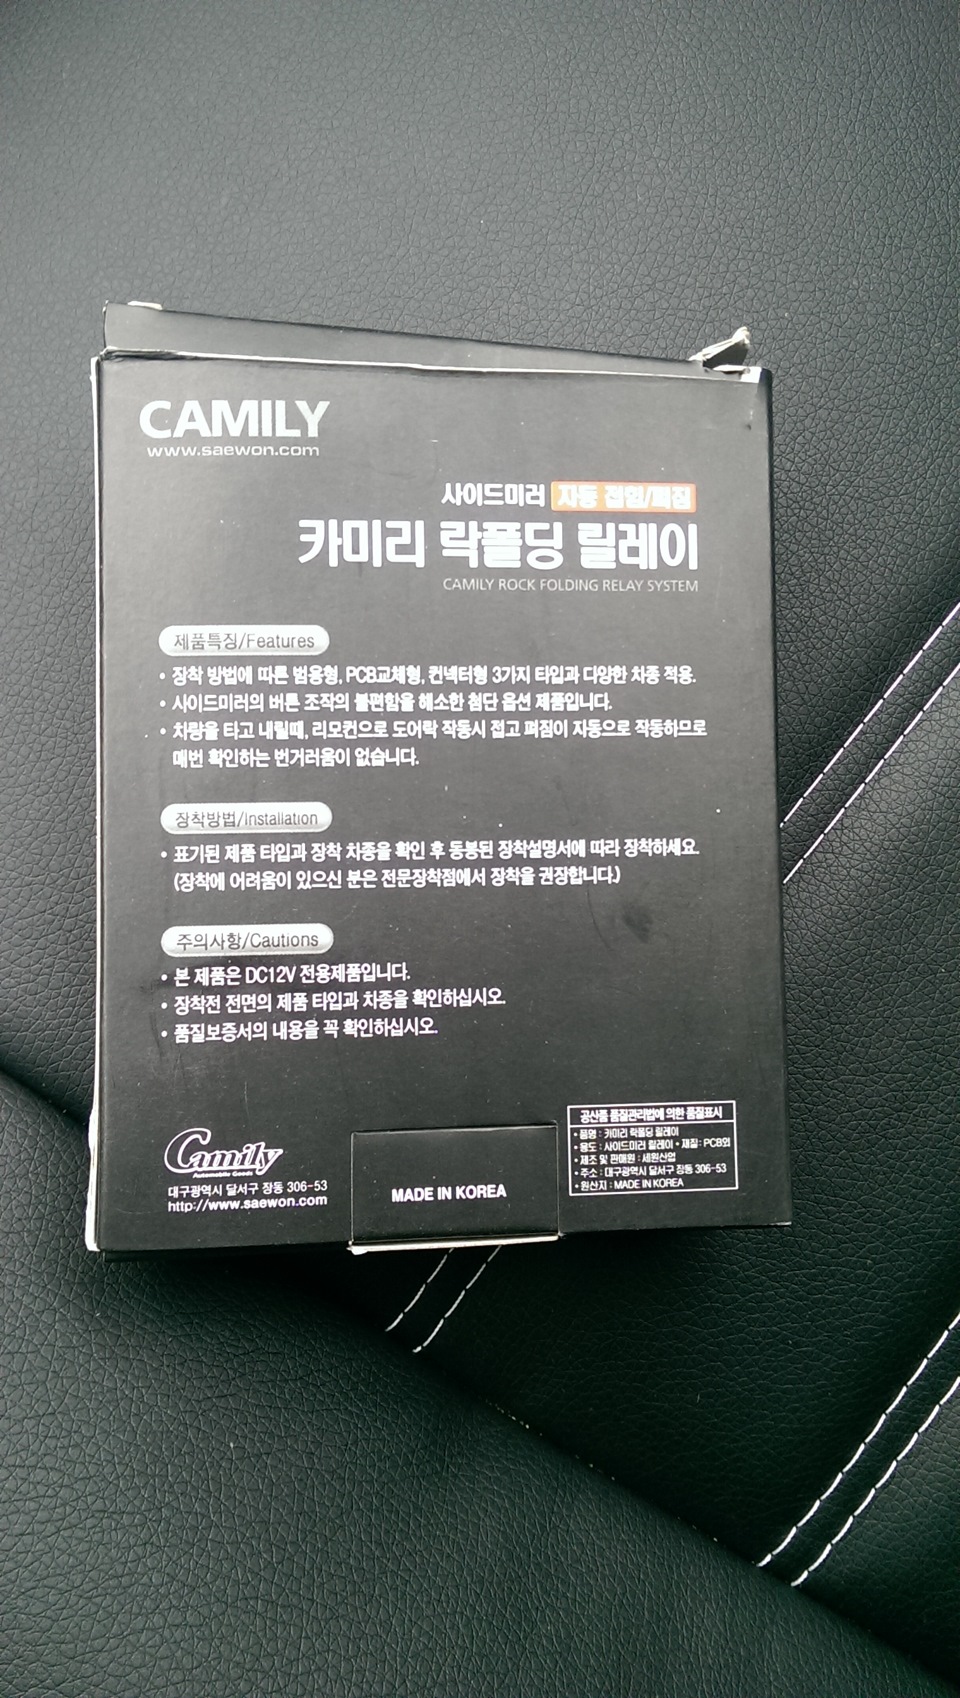 CAMILY
www.saewon.com
사이드미러 자동 접힘/펴짐
카미리 락폴딩 릴레이
CAMILY ROCK FOLDING RELAY SYSTEM
제품특징/Features
• 장착 방법에 따른 범용형, PCB교체형, 컨넥터형 3가지 타입과 다양한 차종 적용.
• 사이드미러의 버튼 조작의 불편함을 해소한 첨단 옵션 제품입니다.
• 차량을 타고 내릴때, 리모컨으로 도어락 작동시 접고 펴짐이 자동으로 작동하므로
매번 확인하는 번거러움이 없습니다.
장착방법/Installation
• 표기된 제품 타입과 장착 차종을 확인 후 동봉된 장착설명서에 따라 장착하세요.
(장착에 어려움이 있으신 분은 전문장착점에서 장착을 권장합니다.)
주의사항/Cautions
• 본 제품은 DC12V 전용제품입니다.
• 장착전 전면의 제품 타입과 차종을 확인하십시오.
• 품질보증서의 내용을 꼭 확인하십시오.
Camily
Automobile Goods
대구광역시 달서구 장동 306-53
http://www.saewon.com
MADE IN KOREA
공산품 품질관리법에 의한 품질표시
• 품명 : 카미리 락폴딩 릴레이
• 용도 : 사이드미러 릴레이 • 재질 : PCB외
• 제조 및 판매원 : 세원산업
• 주소 : 대구광역시 달서구 장동 306-53
• 원산지 : MADE IN KOREA